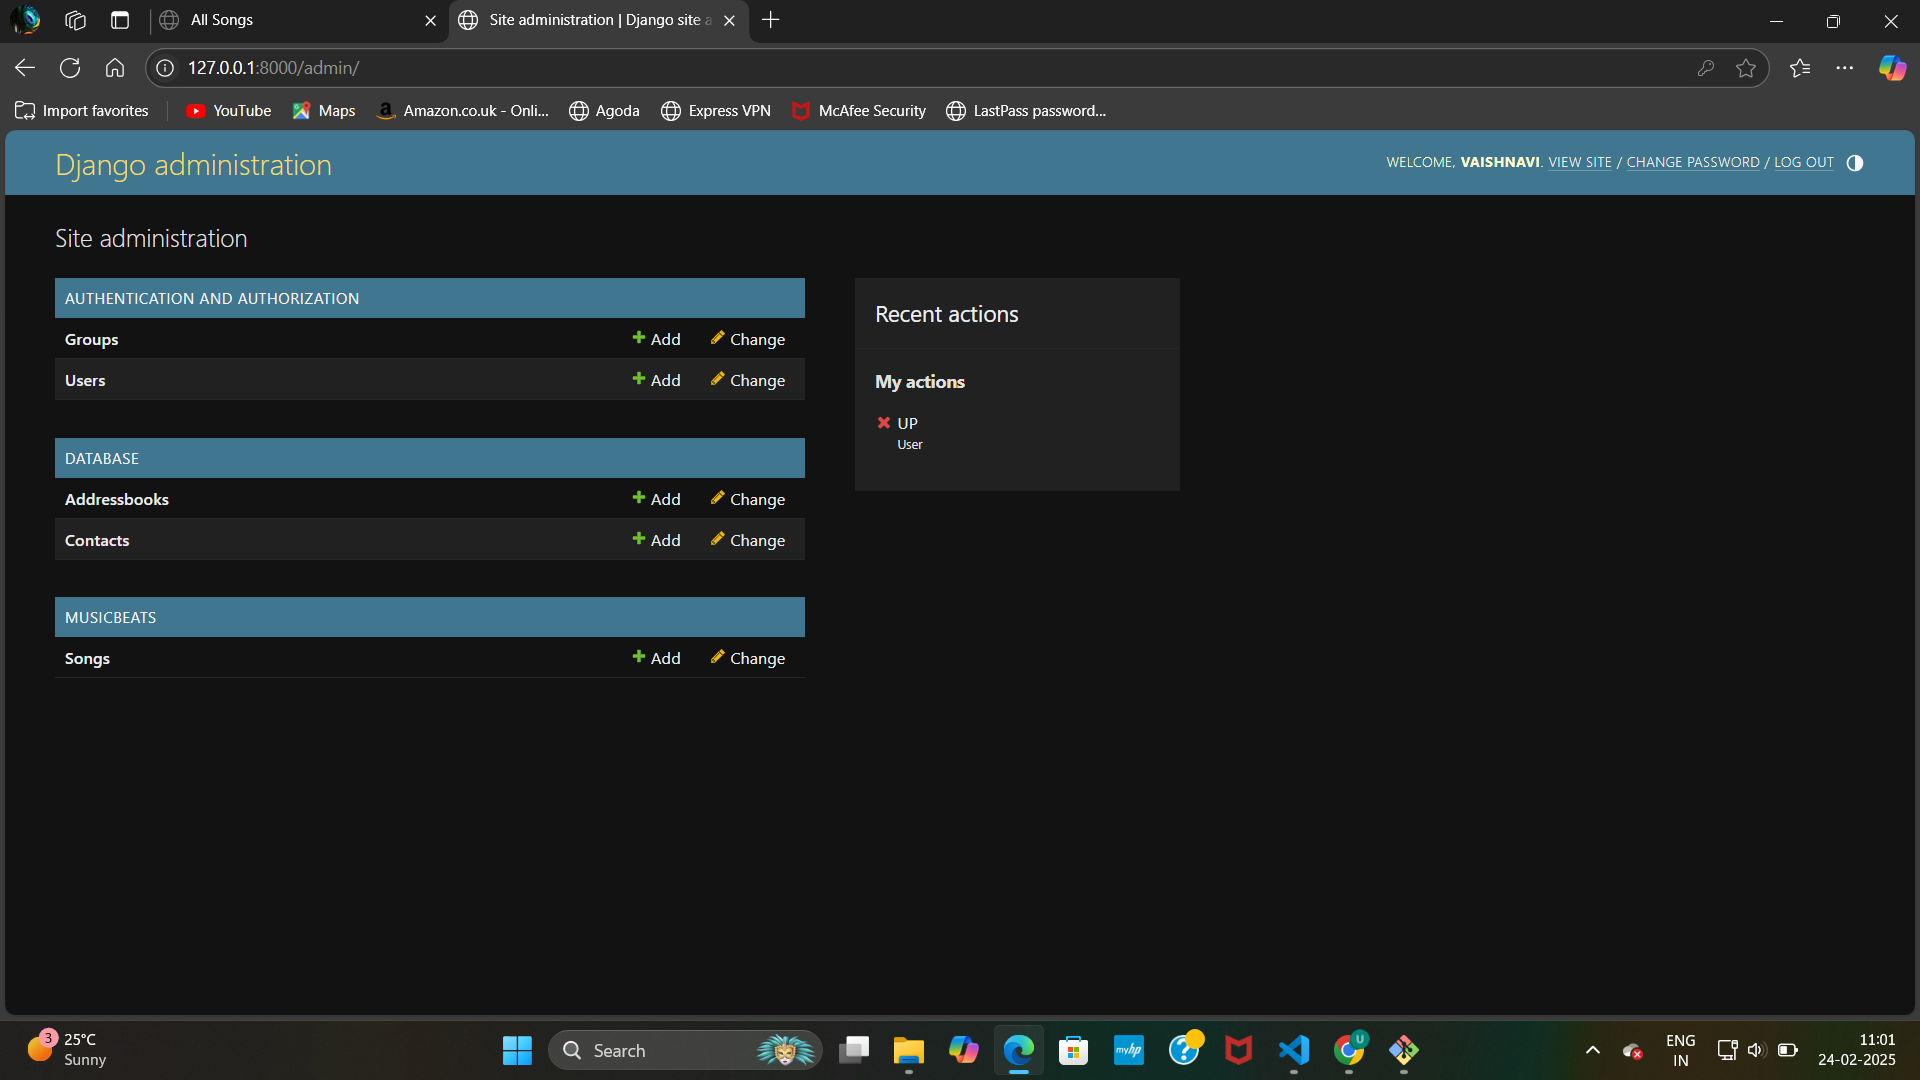 All Songs
Site administration | Django site a
127.0.0.1:8000/admin/
Import favorites
YouTube
Maps
Amazon.co.uk - Onli...
Agoda
Express VPN
McAfee Security
LastPass password...
Django administration
WELCOME, VAISHNAVI. VIEW SITE / CHANGE PASSWORD / LOG OUT
Site administration
AUTHENTICATION AND AUTHORIZATION
Groups Add Change
Users Add Change
DATABASE
Addressbooks Add Change
Contacts Add Change
MUSICBEATS
Songs Add Change
Recent actions
My actions
UP
User
3
25°C
Sunny
Search
myhp
U
ENG
IN
11:01
24-02-2025